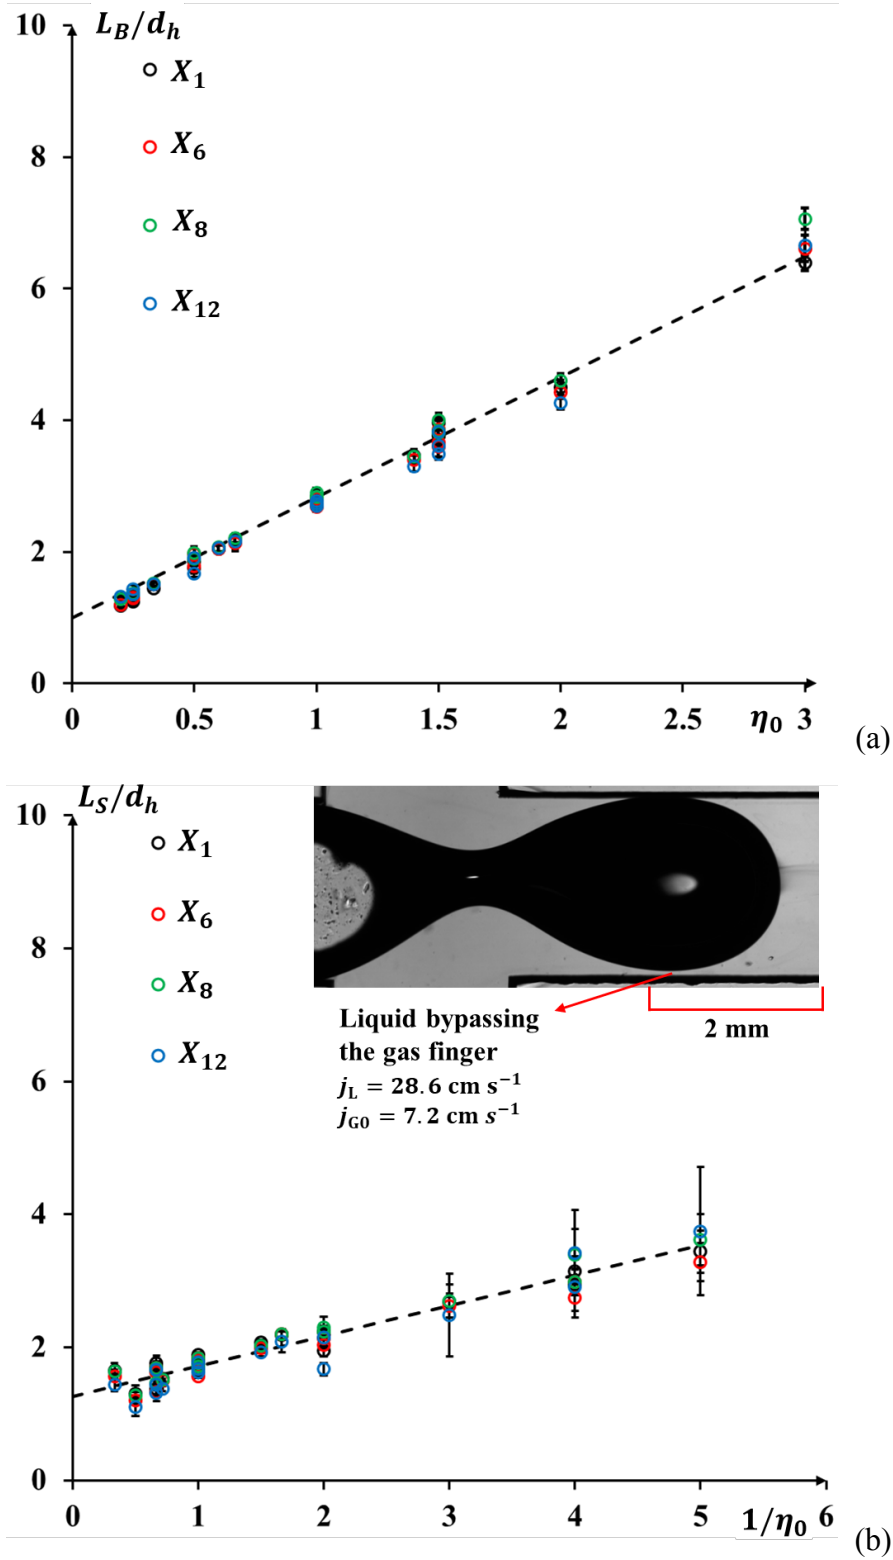 10
L_B/d_h
X_1
8
X_6
X_8
6
X_12
4
2
0
0 0.5 1 1.5 2 2.5 η_0 3
(a)
L_S/d_h
10
X_1
X_6
8
X_8
2 mm
Liquid bypassing
the gas finger
X_12
j_L = 28.6 cm s^−1
6
j_G0 = 7.2 cm s^−1
4
2
0
0 1 2 3 4 5 1/η_0 6
(b)